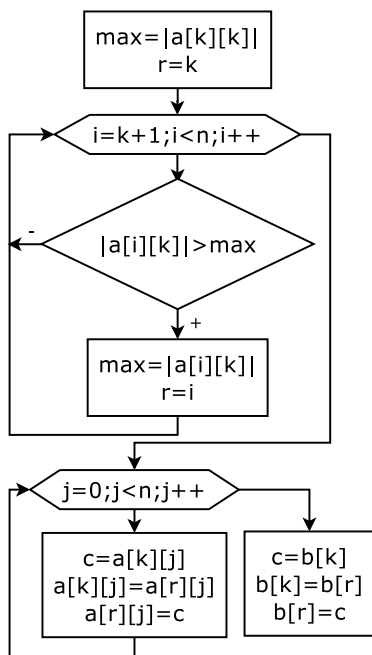 max=|a[k][k]|
r=k
i=k+1;i<n;i++
|a[i][k]|>max
-
+
max=|a[i][k]|
r=i
j=0;j<n;j++
c=a[k][j]
a[k][j]=a[r][j]
a[r][j]=c
c=b[k]
b[k]=b[r]
b[r]=c